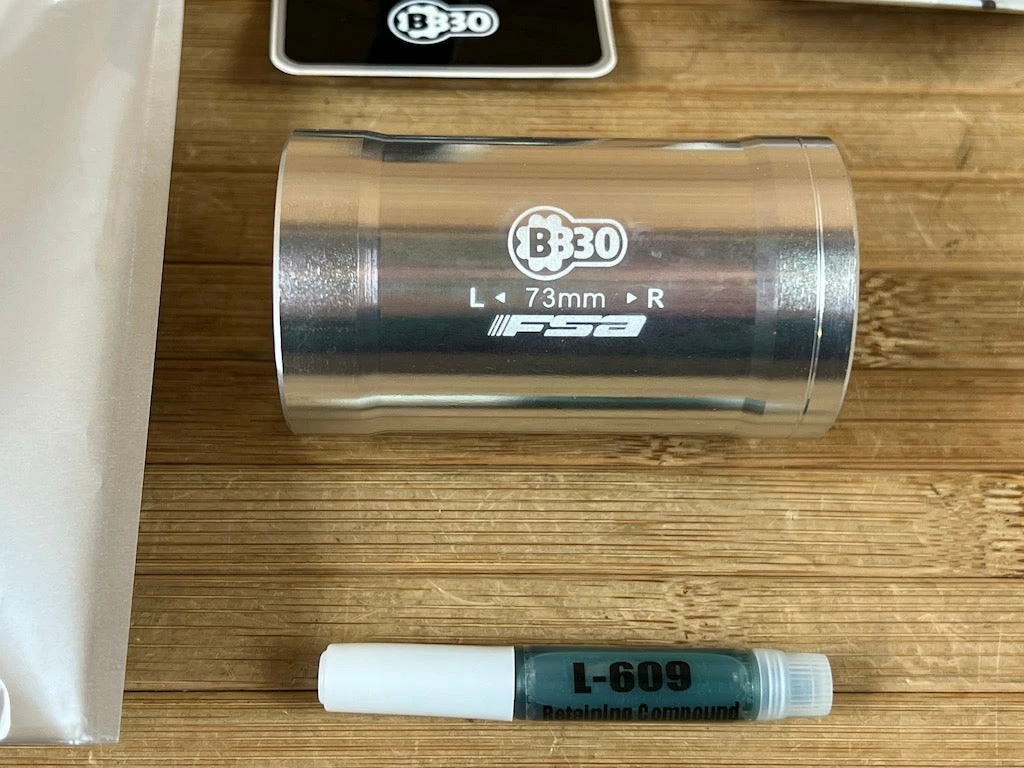 BB30
BB30
L ◄ 73mm ► R
FSA
L-609
Retaining Compound